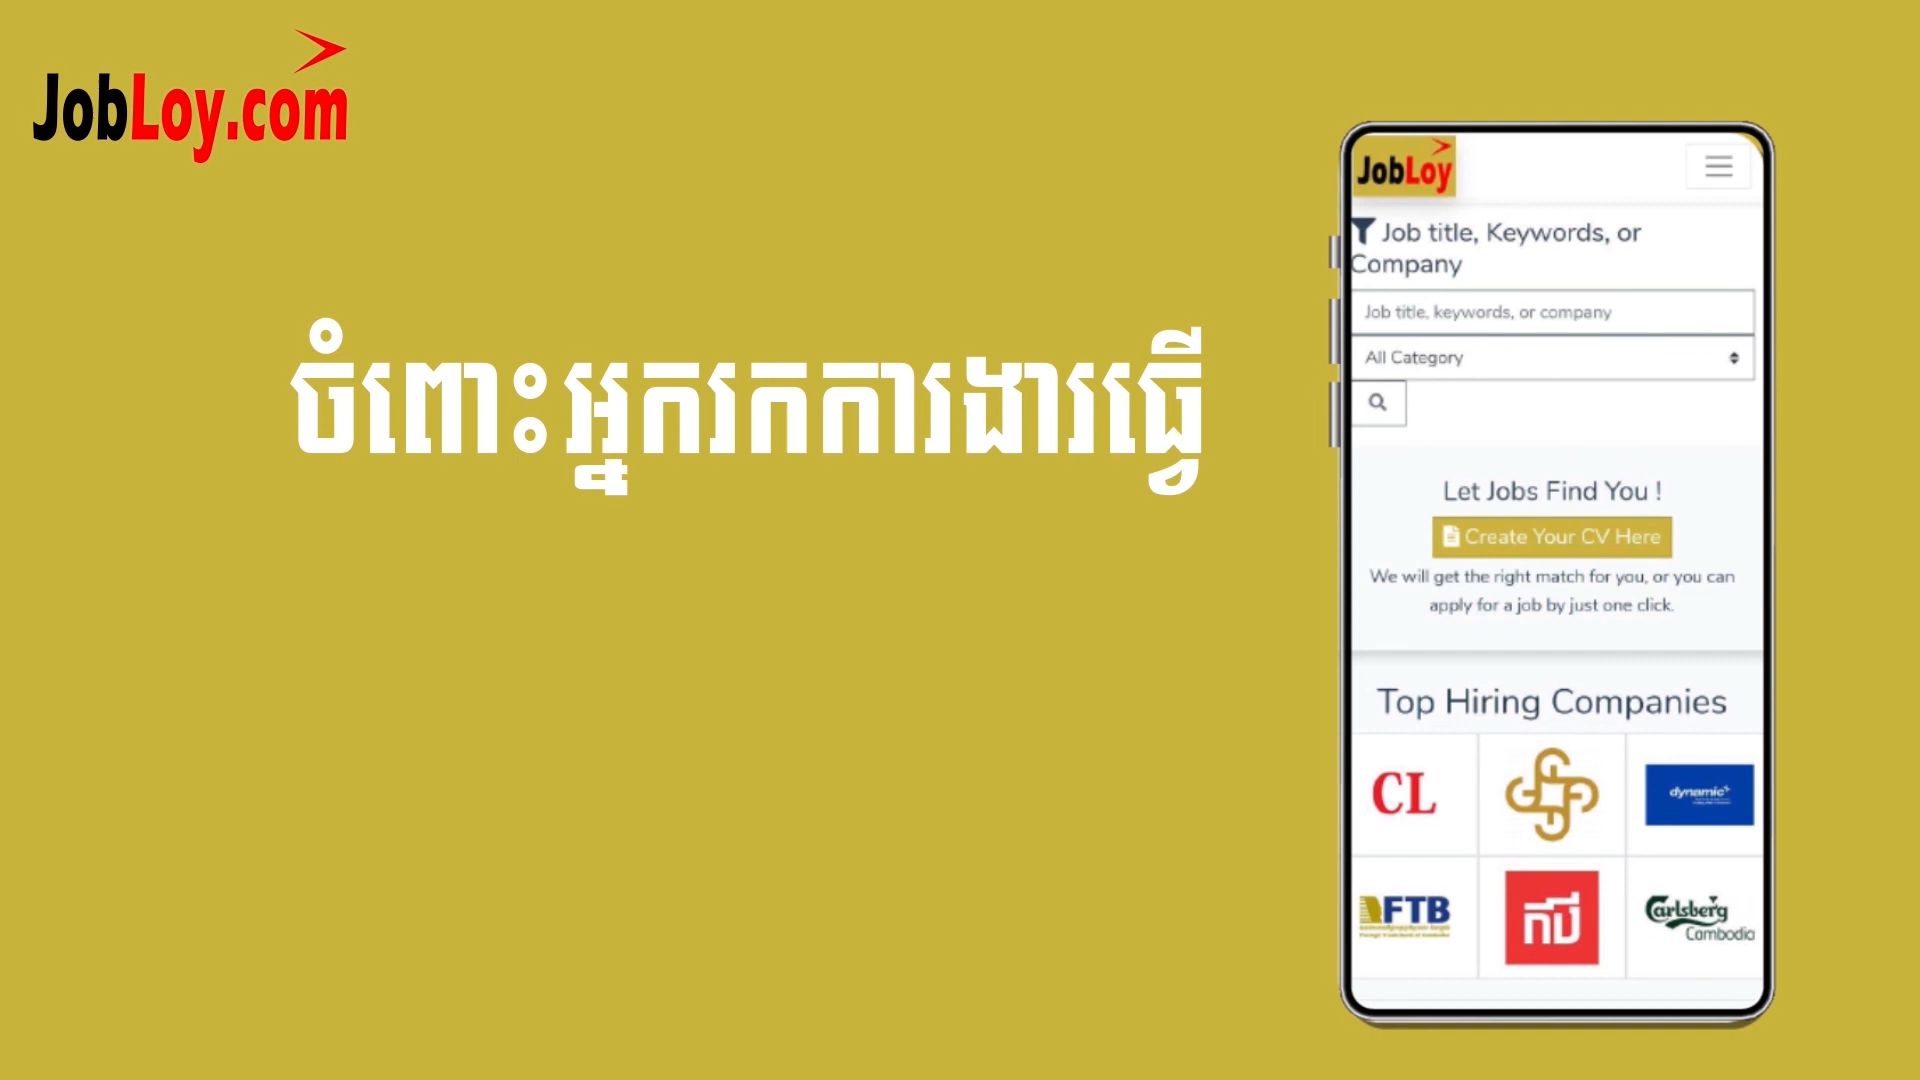 JobLoy.com
ចំពោះអ្នករកការងារធ្វើ
JobLoy
Job title, Keywords, or
Company
Job title, keywords, or company
All Category
Let Jobs Find You !
Create Your CV Here
We will get the right match for you, or you can
apply for a job by just one click.
Top Hiring Companies
CL
dynamic
FTB
Carlsberg
Cambodia